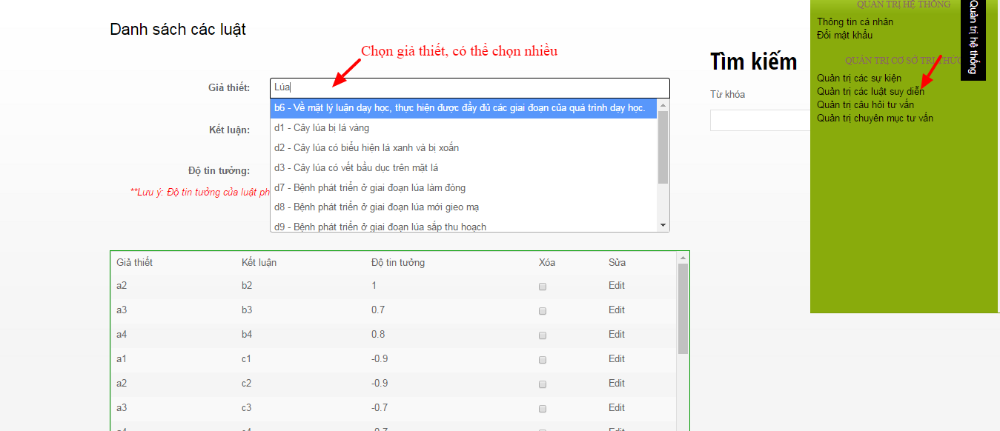 Danh sách các luật
Chọn giả thiết, có thể chọn nhiều
Giả thiết:
Lúa
b6 - Về mặt lý luận dạy học, thực hiện được đầy đủ các giai đoạn của quá trình dạy học.
d1 - Cây lúa bị lá vàng
d2 - Cây lúa có biểu hiện lá xanh và bị xoắn
d3 - Cây lúa có vết bầu dục trên mặt lá
d7 - Bệnh phát triển ở giai đoạn lúa làm đòng
d8 - Bệnh phát triển ở giai đoạn lúa mới gieo mạ
d9 - Bệnh phát triển ở giai đoạn lúa sắp thu hoạch
Kết luận:
Độ tin tưởng:
**Lưu ý: Độ tin tưởng của luật ph
Giả thiết Kết luận Độ tin tưởng Xóa Sửa
a2 b2 1 Edit
a3 b3 0.7 Edit
a4 b4 0.8 Edit
a1 c1 -0.9 Edit
a2 c2 -0.9 Edit
a3 c3 -0.7 Edit
a4 c4 -0.7 Edit
Tìm kiếm
Từ khóa
QUẢN TRỊ HỆ THỐNG
Thông tin cá nhân
Đổi mật khẩu
QUẢN TRỊ CƠ SỞ TRI THỨC
Quản trị các sự kiện
Quản trị các luật suy diễn
Quản trị câu hỏi tư vấn
Quản trị chuyên mục tư vấn
Quản trị hệ thống